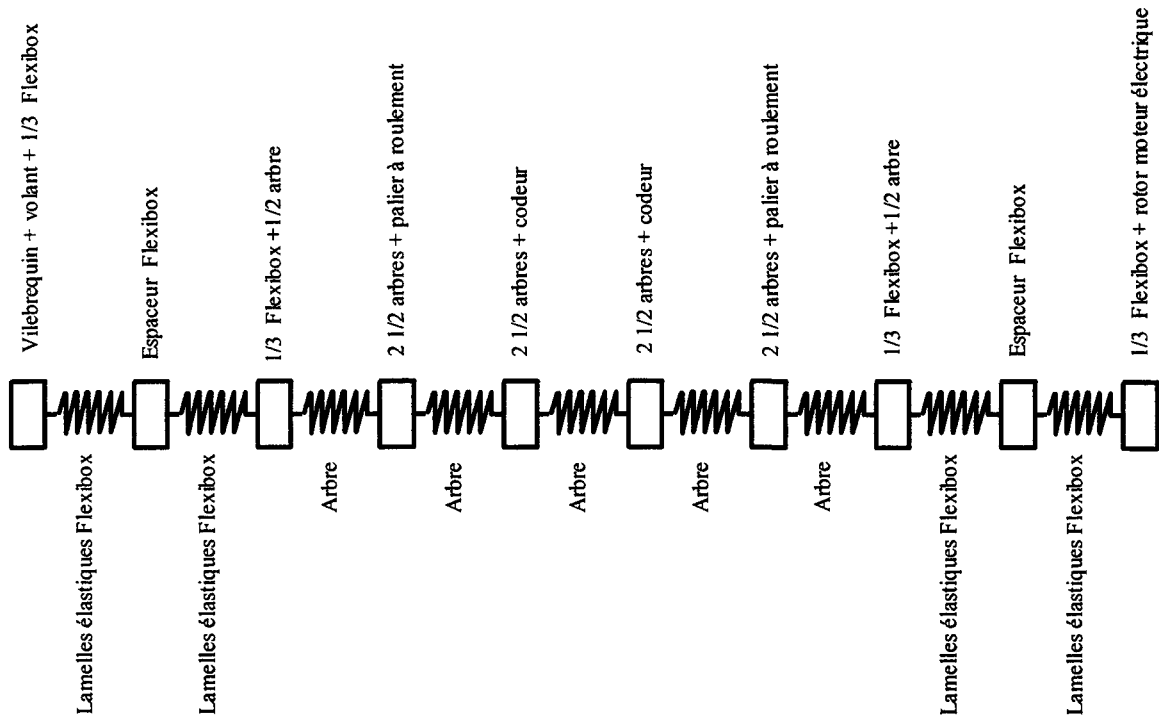 Vilebrequin + volant + 1/3 Flexibox
Espaceur Flexibox
1/3 Flexibox +1/2 arbre
2 1/2 arbres + palier à roulement
2 1/2 arbres + codeur
2 1/2 arbres + codeur
2 1/2 arbres + palier à roulement
1/3 Flexibox +1/2 arbre
Espaceur Flexibox
1/3 Flexibox + rotor moteur électrique
Lamelles élastiques Flexibox
Lamelles élastiques Flexibox
Arbre
Arbre
Arbre
Arbre
Arbre
Lamelles élastiques Flexibox
Lamelles élastiques Flexibox